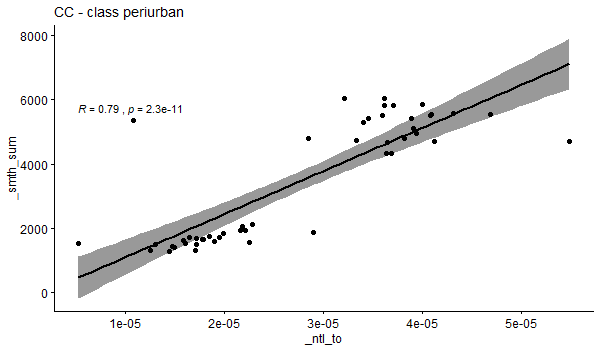 CC - class periurban
8000
R = 0.79 , p = 2.3e-11
6000
4000
2000
0
_smth_sum
1e-05 2e-05 3e-05 4e-05 5e-05
_ntl_to